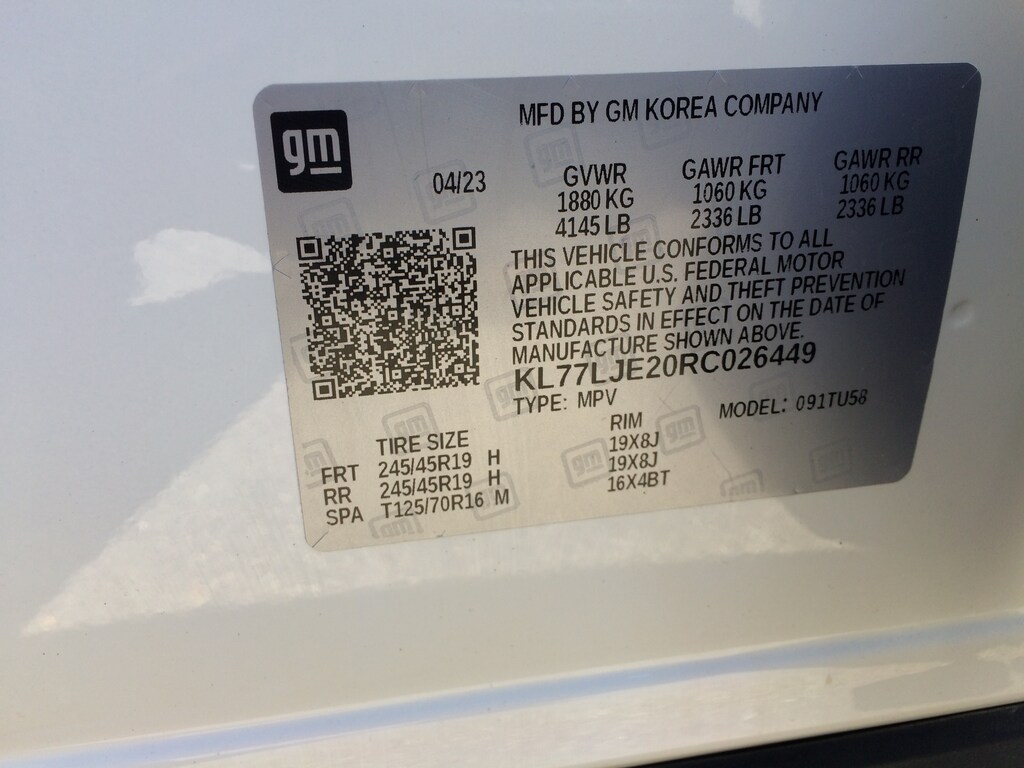 gm
MFD BY GM KOREA COMPANY
04/23
GVWR
1880 KG
4145 LB
GAWR FRT
1060 KG
2336 LB
GAWR RR
1060 KG
2336 LB
THIS VEHICLE CONFORMS TO ALL
APPLICABLE U.S. FEDERAL MOTOR
VEHICLE SAFETY AND THEFT PREVENTION
STANDARDS IN EFFECT ON THE DATE OF
MANUFACTURE SHOWN ABOVE.
KL77LJE20RC026449
TYPE: MPV MODEL: 091TU58
TIRE SIZE RIM
FRT 245/45R19 H 19X8J
RR 245/45R19 H 19X8J
SPA T125/70R16 M 16X4BT